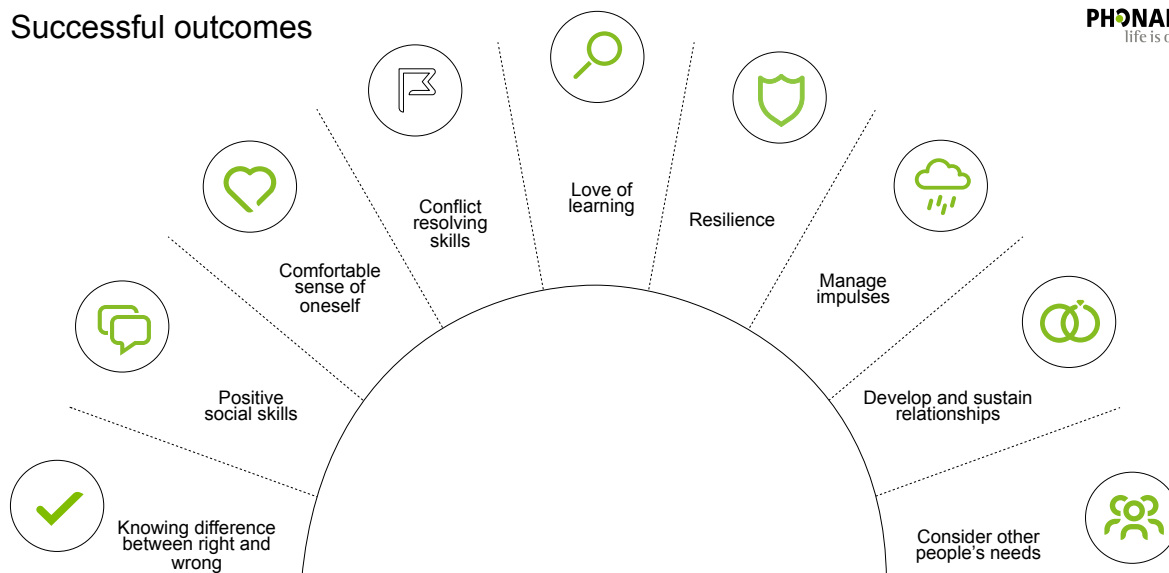 Successful outcomes
life is
Love of
learning
Conflict
resolving
skills
Resilience
Comfortable
sense of
oneself
Manage
impulses
Positive
social skills
Develop and sustain
relationships
Knowing difference
between right and
wrong
Consider other
people's needs